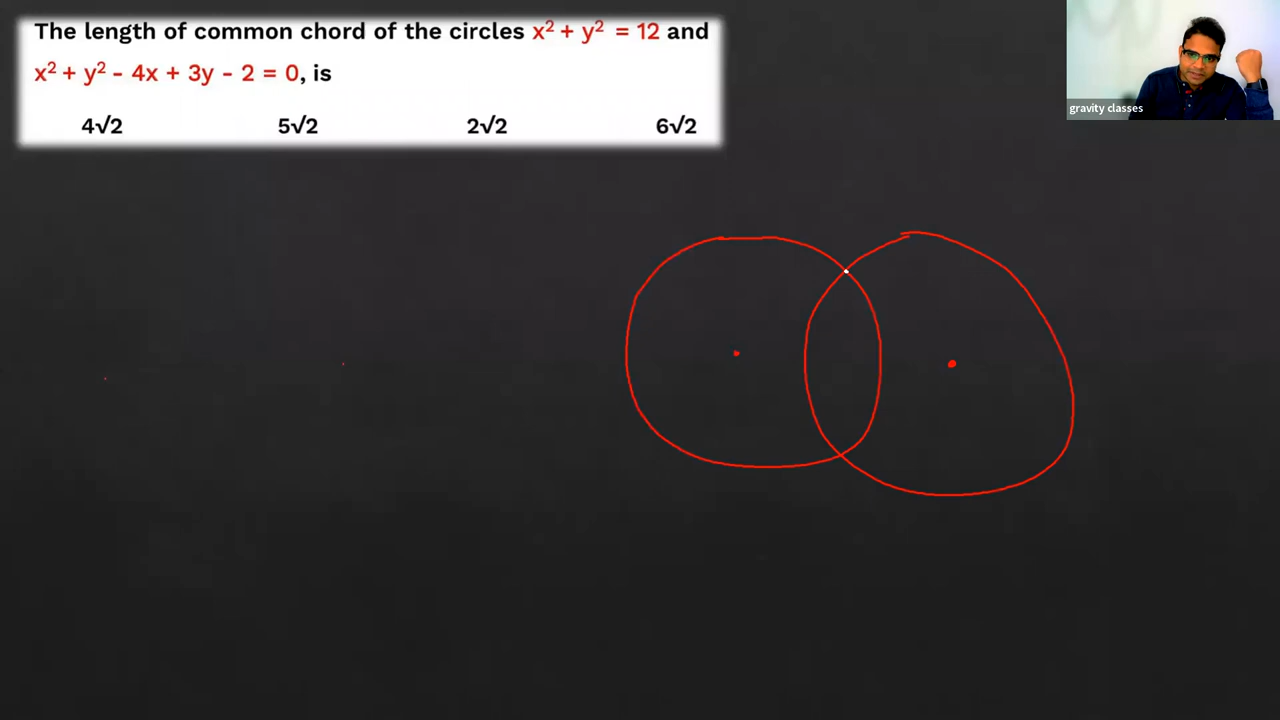 The length of common chord of the circles x² + y² = 12 and
x² + y² - 4x + 3y - 2 = 0, is
4√2 5√2 2√2 6√2
gravity classes